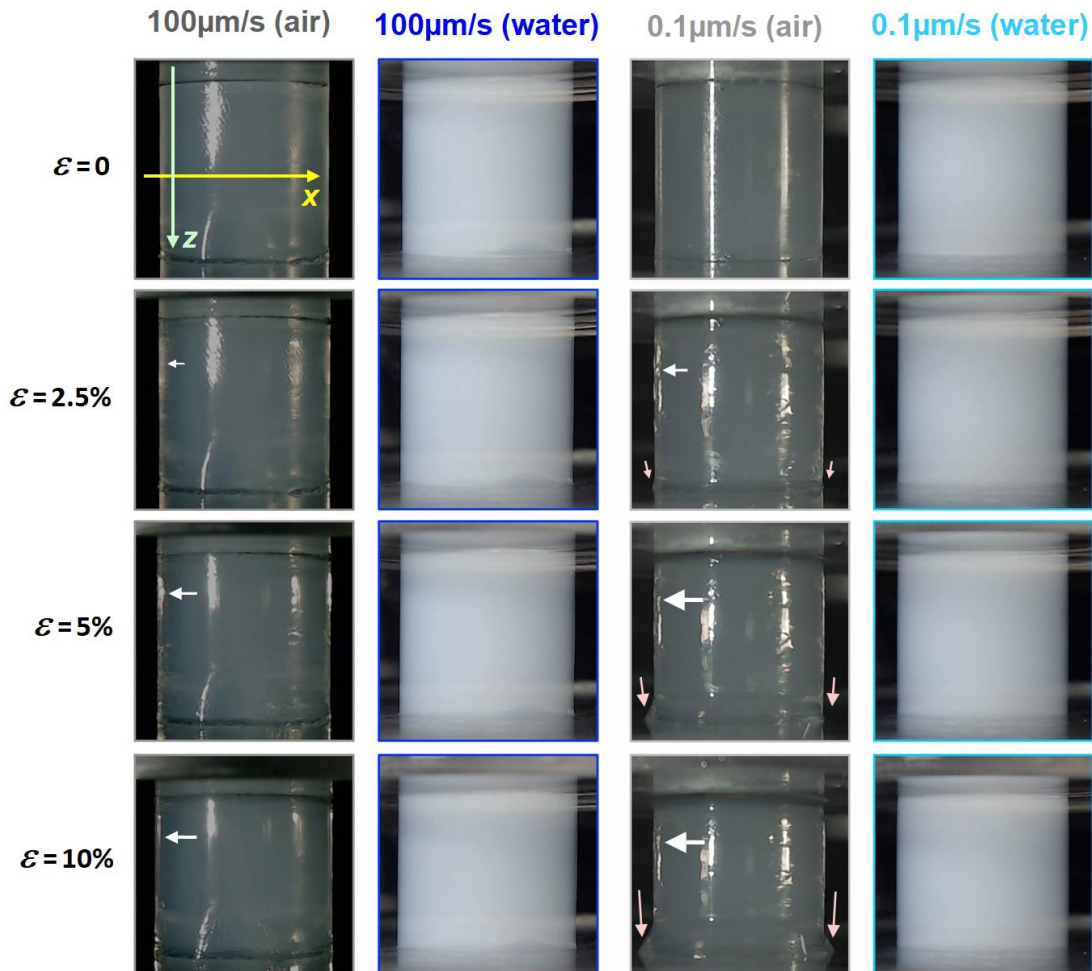 100µm/s (air) 100µm/s (water) 0.1µm/s (air) 0.1µm/s (water)
ε = 0
x
z
ε = 2.5%
ε = 5%
ε = 10%